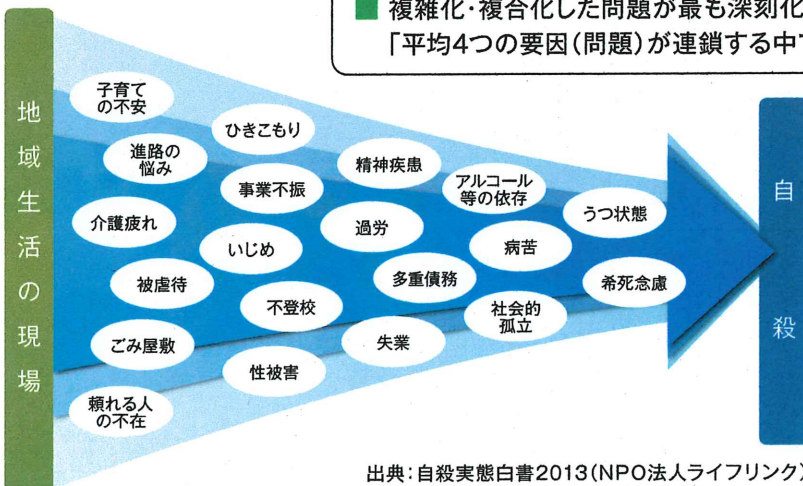 ■ 複雑化・複合化した問題が最も深刻化
「平均4つの要因(問題)が連鎖する中で
地域生活の現場
子育て
の不安
ひきこもり
進路の
悩み
精神疾患
事業不振
アルコール
等の依存
介護疲れ
過労
うつ状態
いじめ
病苦
被虐待
多重債務
希死念慮
不登校
社会的
孤立
ごみ屋敷
失業
性被害
頼れる人
の不在
自殺
出典:自殺実態白書2013(NPO法人ライフリンク)